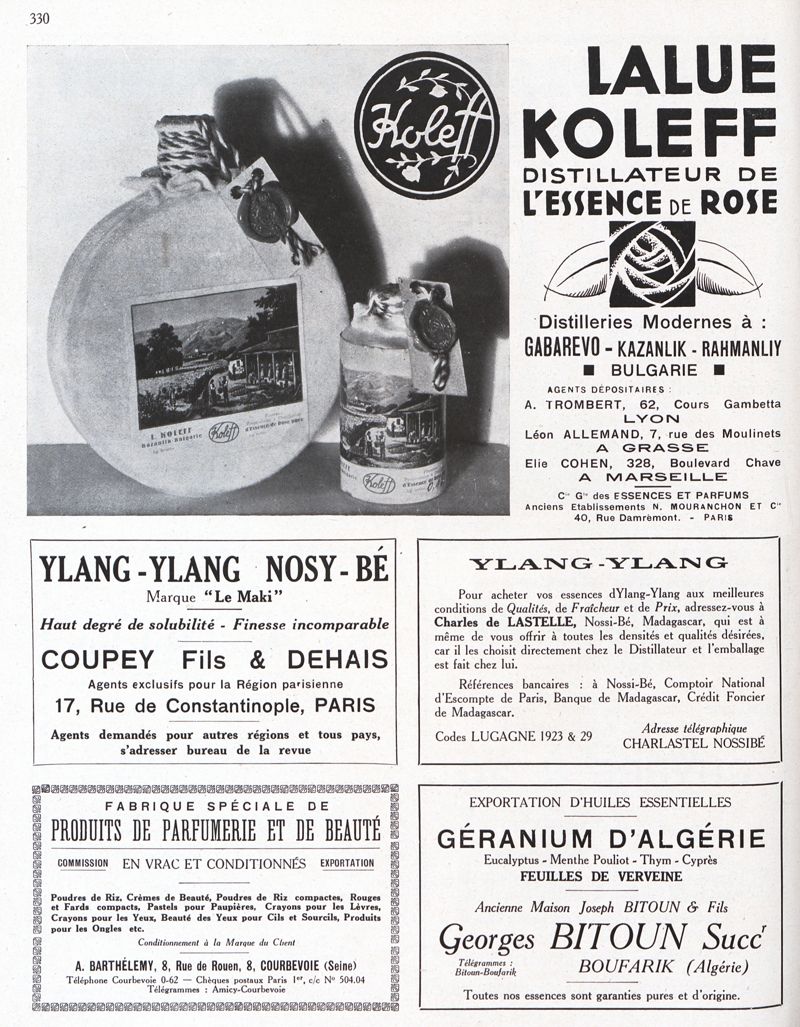 330
Koleff
L. KOLEFF
Kazanlik-Bulgarie
Koleff
d'Essence de Rose pure
Koleff
LALUE
KOLEFF
DISTILLATEUR DE
L'ESSENCE DE ROSE
Distilleries Modernes à :
GABAREVO - KAZANLIK - RAHMANLIY
■ BULGARIE ■
AGENTS DÉPOSITAIRES :
A. TROMBERT, 62, Cours Gambetta
LYON
Léon ALLEMAND, 7, rue des Moulinets
A GRASSE
Elie COHEN, 328, Boulevard Chave
A MARSEILLE
Cie Gle des ESSENCES ET PARFUMS
Anciens Etablissements N. MOURANCHON ET Cie
40, Rue Damrèmont. - PARIS
YLANG-YLANG NOSY-BÉ
Marque "Le Maki"
Haut degré de solubilité - Finesse incomparable
COUPEY Fils & DEHAIS
Agents exclusifs pour la Région parisienne
17, Rue de Constantinople, PARIS
Agents demandés pour autres régions et tous pays,
s'adresser bureau de la revue
YLANG-YLANG
Pour acheter vos essences dYlang-Ylang aux meilleures
conditions de Qualités, de Fraîcheur et de Prix, adressez-vous à
Charles de LASTELLE, Nossi-Bé, Madagascar, qui est à
même de vous offrir à toutes les densités et qualités désirées,
car il les choisit directement chez le Distillateur et l'emballage
est fait chez lui.
Références bancaires : à Nossi-Bé, Comptoir National
d'Escompte de Paris, Banque de Madagascar, Crédit Foncier
de Madagascar.
Codes LUGAGNE 1923 & 29
Adresse télégraphique
CHARLASTEL NOSSIBÉ
FABRIQUE SPÉCIALE DE
PRODUITS DE PARFUMERIE ET DE BEAUTÉ
COMMISSION EN VRAC ET CONDITIONNÉS EXPORTATION
Poudres de Riz, Crèmes de Beauté, Poudres de Riz compactes, Rouges
et Fards compacts, Pastels pour Paupières, Crayons pour les Lèvres,
Crayons pour les Yeux, Beauté des Yeux pour Cils et Sourcils, Produits
pour les Ongles etc.
Conditionnement à la Marque du Client
A. BARTHÉLEMY, 8, Rue de Rouen, 8, COURBEVOIE (Seine)
Téléphone Courbevoie 0-62 — Chèques postaux Paris 1er, c/c No 504.04
Télégrammes : Amicy-Courbevoie
EXPORTATION D'HUILES ESSENTIELLES
GÉRANIUM D'ALGÉRIE
Eucalyptus - Menthe Pouliot - Thym - Cyprès
FEUILLES DE VERVEINE
Ancienne Maison Joseph BITOUN & Fils
Georges BITOUN Succr
Télégrammes :
Bitoun-Boufarik
BOUFARIK (Algérie)
Toutes nos essences sont garanties pures et d'origine.